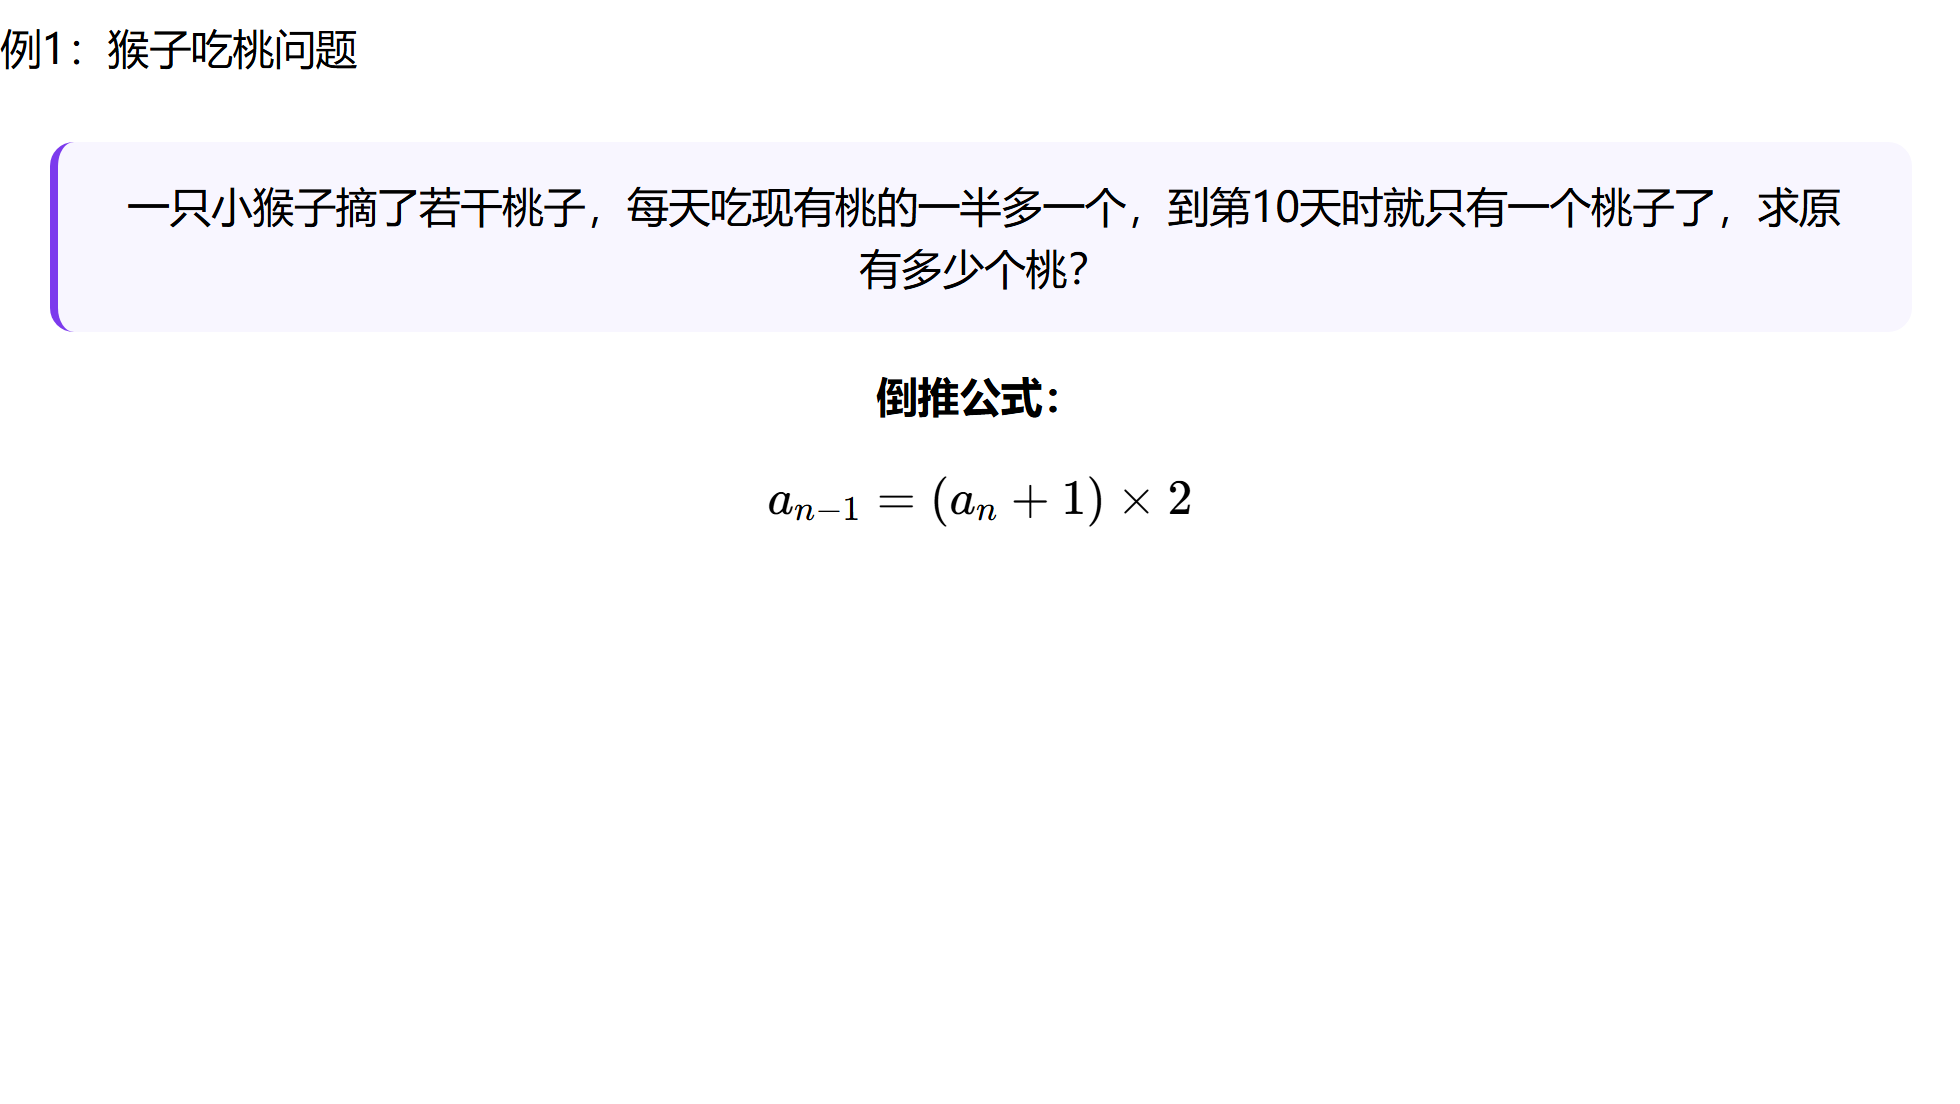 例1：猴子吃桃问题
一只小猴子摘了若干桃子，每天吃现有桃的一半多一个，到第10天时就只有一个桃子了，求原
有多少个桃？
倒推公式：
aₙ₋₁ = (aₙ + 1) × 2